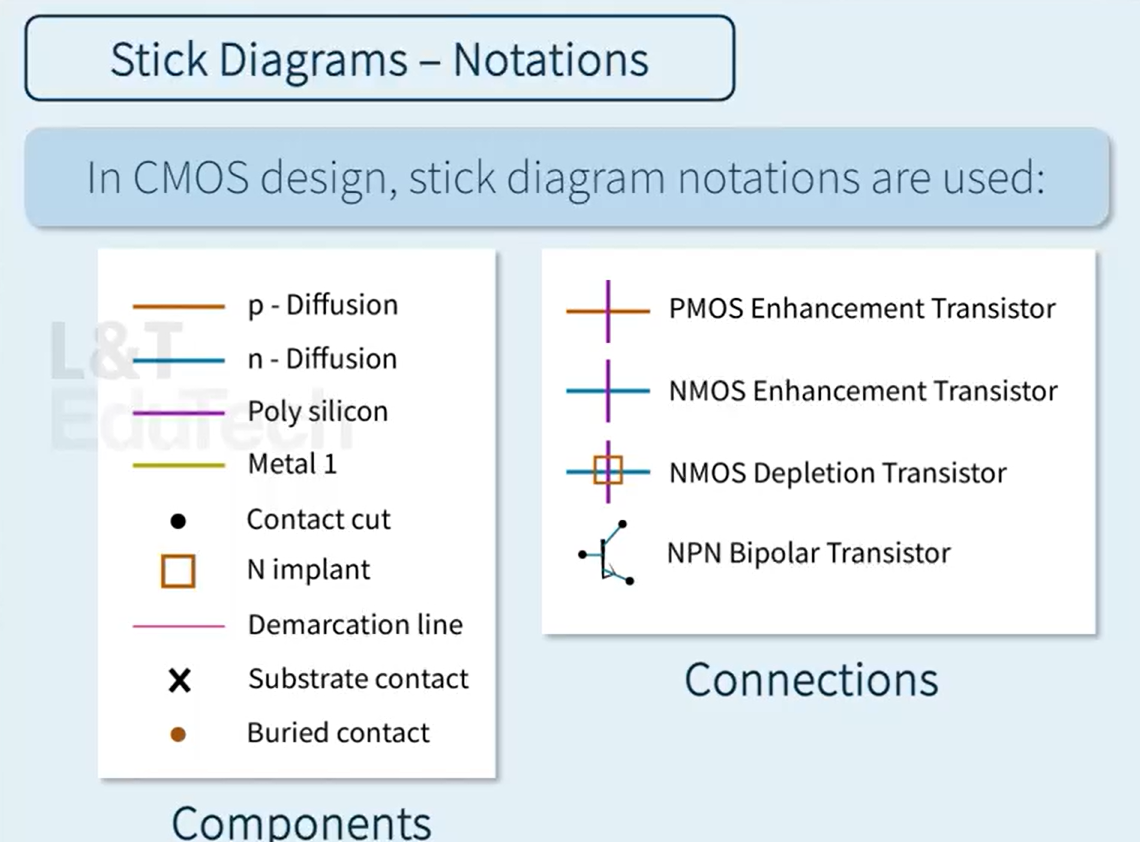 Stick Diagrams – Notations
In CMOS design, stick diagram notations are used:
p - Diffusion
n - Diffusion
Poly silicon
Metal 1
Contact cut
N implant
Demarcation line
Substrate contact
Buried contact
Components
PMOS Enhancement Transistor
NMOS Enhancement Transistor
NMOS Depletion Transistor
NPN Bipolar Transistor
Connections
L&T
EduTech